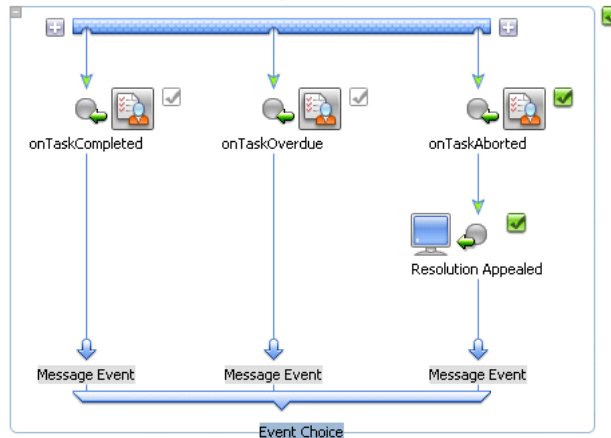 onTaskCompleted
onTaskOverdue
onTaskAborted
Resolution Appealed
Message Event
Message Event
Message Event
Event Choice